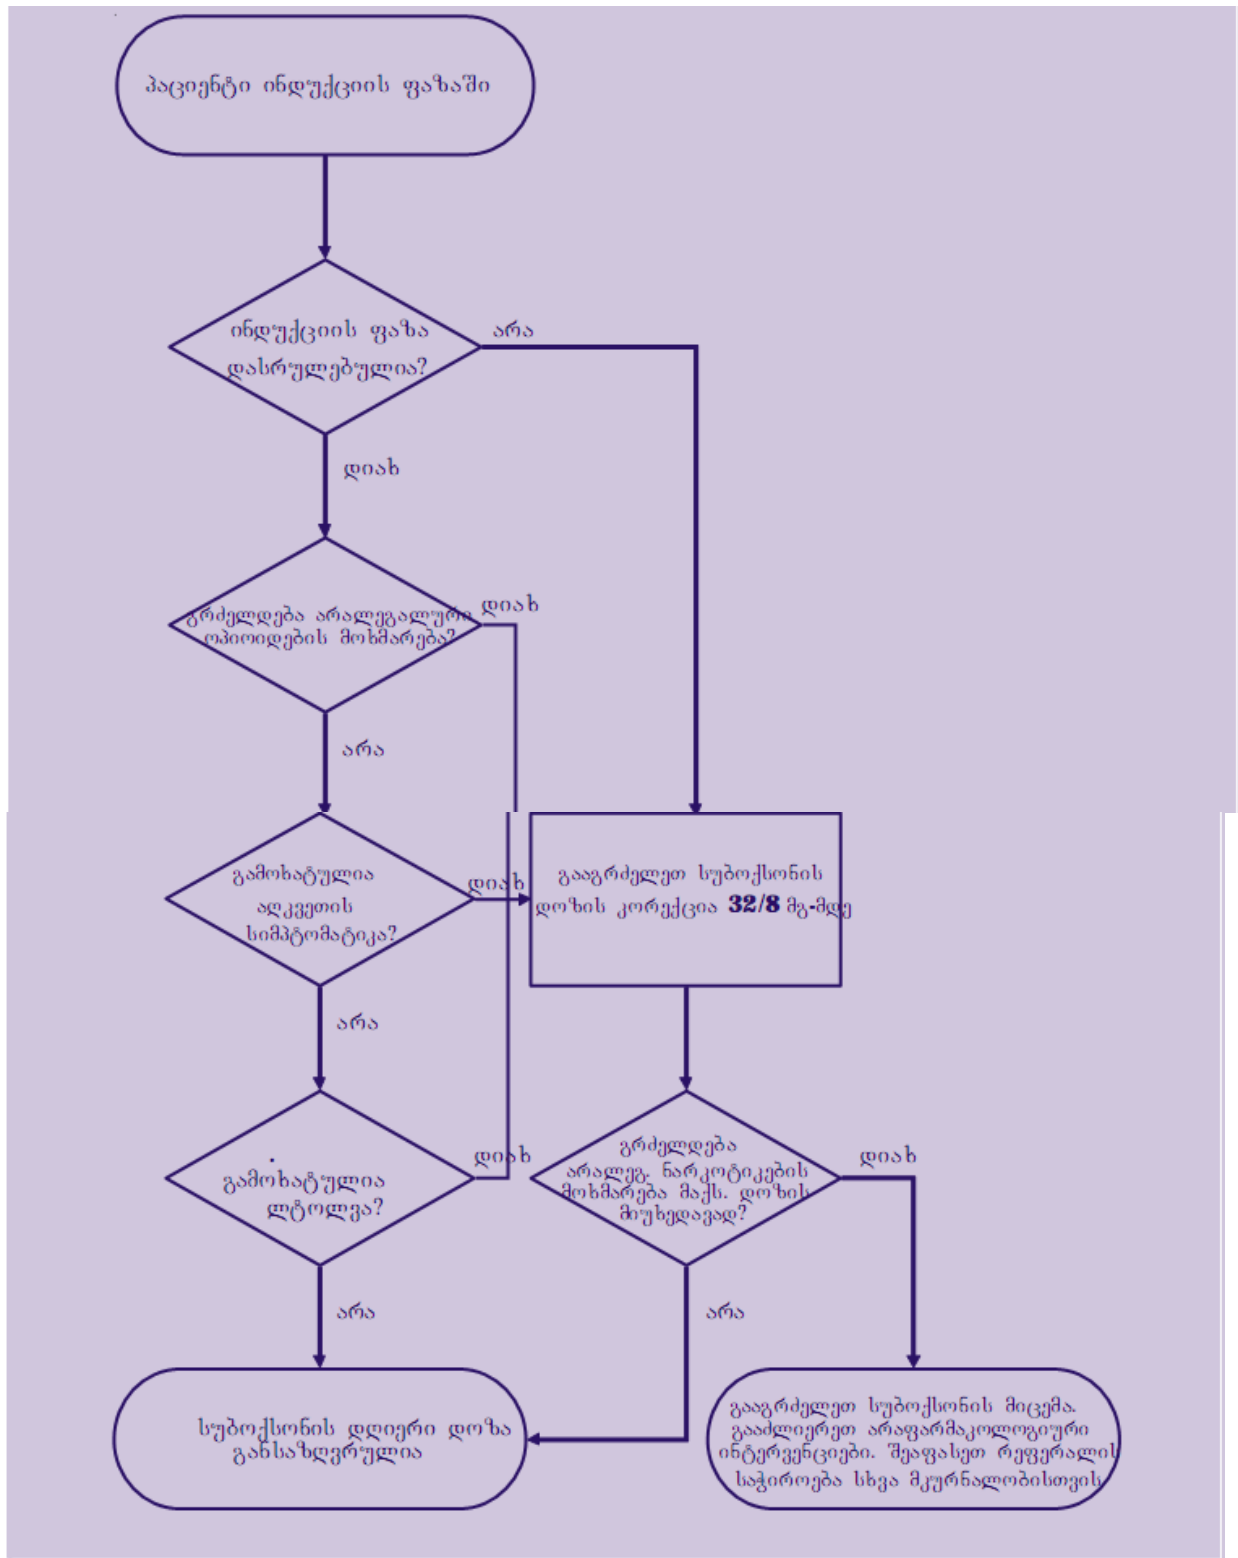 პაციენტი ინდუქციის ფაზაში
ინდუქციის ფაზა
დასრულებულია?
არა
დიახ
გრძელდება არალეგალური
ოპიოიდების მოხმარება?
დიახ
არა
გამოხატულია
აღკვეთის
სიმპტომატიკა?
დიახ
გააგრძელეთ სუბოქსონის
დოზის კორექცია 32/8 მგ-მდე
არა
გამოხატულია
ლტოლვა?
დიახ
გრძელდება
არალეგ. ნარკოტიკების
მოხმარება მაქს. დოზის
მიუხედავად?
დიახ
არა
არა
სუბოქსონის დღიერი დოზა
განსაზღვრულია
გააგრძელეთ სუბოქსონის მიცემა.
გააძლიერეთ არაფარმაკოლოგიური
ინტერვენციები. შეაფასეთ რეფერალის
საჭიროება სხვა მკურნალობისთვის